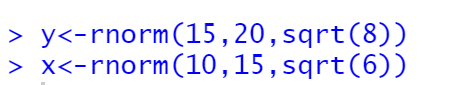 > y<-rnorm(15,20,sqrt(8))
> x<-rnorm(10,15,sqrt(6))